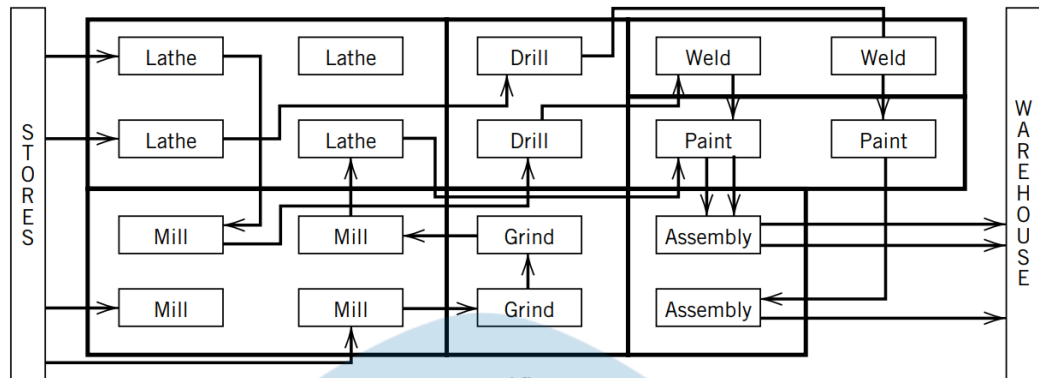 STORES
Lathe
Lathe
Drill
Weld
Weld
Lathe
Lathe
Drill
Paint
Paint
Mill
Mill
Grind
Assembly
Mill
Mill
Grind
Assembly
WAREHOUSE